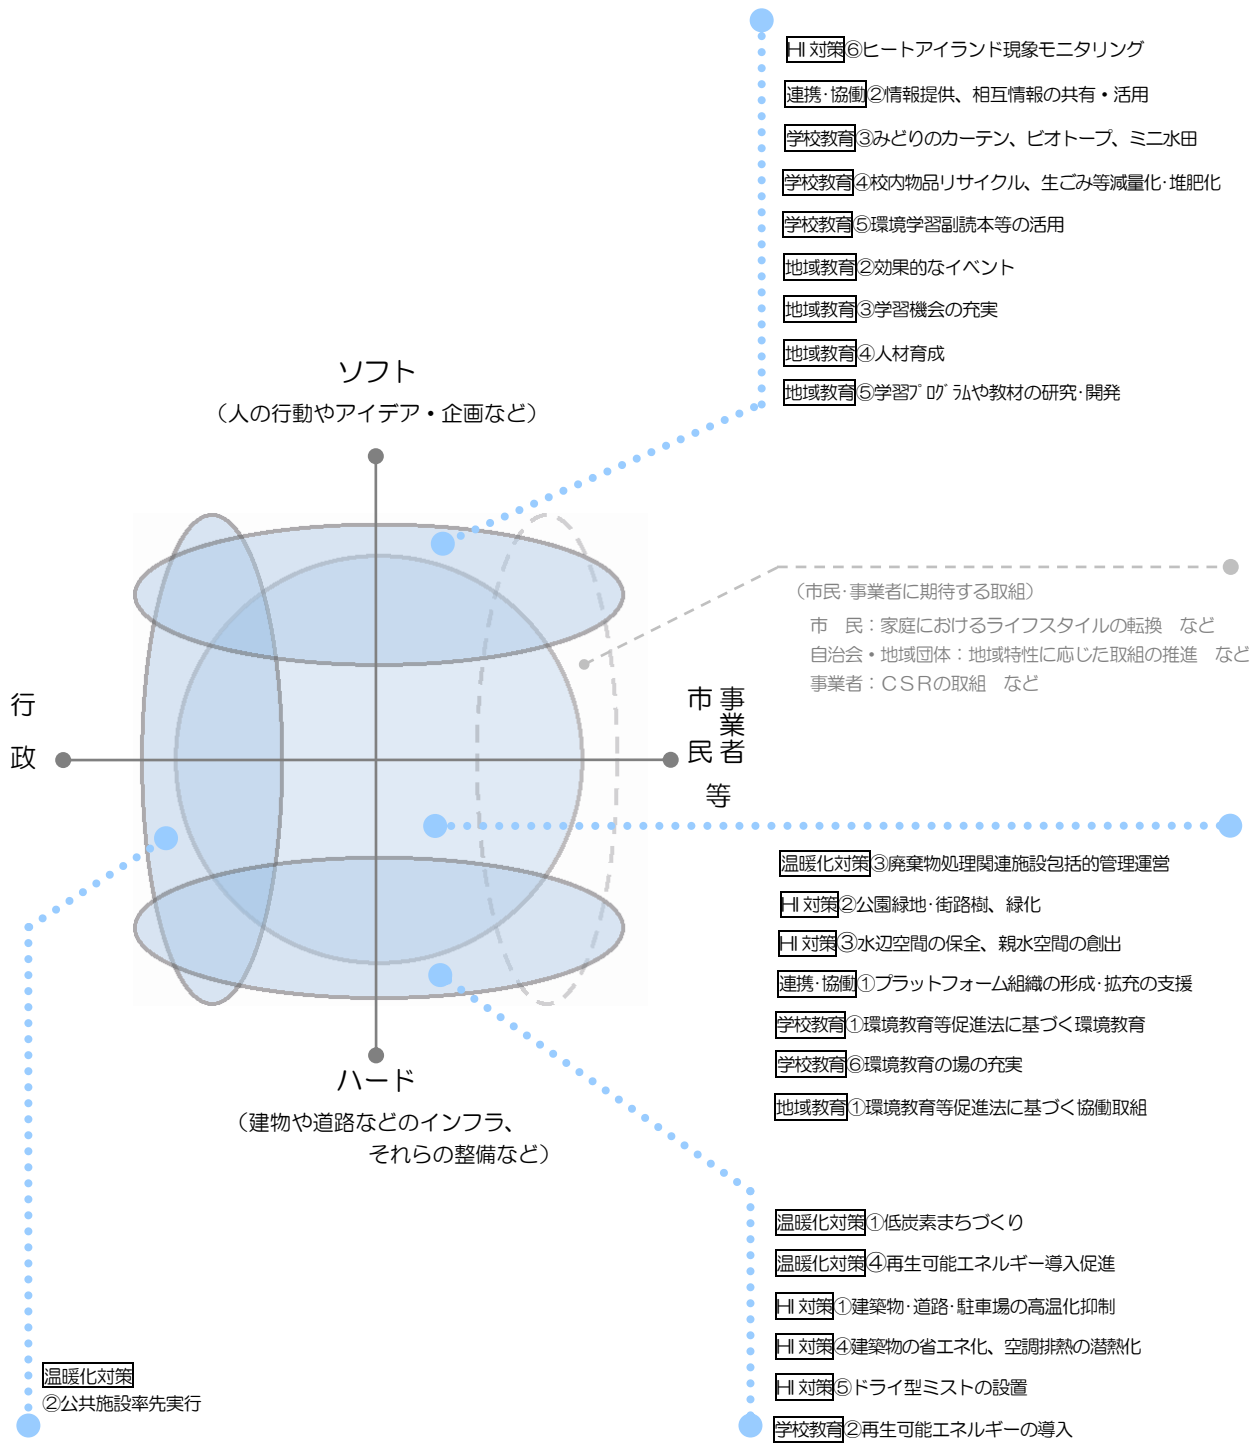 HI 対策⑥ヒートアイランド現象モニタリング
連携・協働②情報提供、相互情報の共有・活用
学校教育③みどりのカーテン、ビオトープ、ミニ水田
学校教育④校内物品リサイクル、生ごみ等減量化・堆肥化
学校教育⑤環境学習副読本等の活用
地域教育②効果的なイベント
地域教育③学習機会の充実
地域教育④人材育成
地域教育⑤学習ﾌﾟﾛｸﾞﾗﾑや教材の研究・開発
ソフト
（人の行動やアイデア・企画など）
（市民・事業者に期待する取組）
市　民：家庭におけるライフスタイルの転換　など
自治会・地域団体：地域特性に応じた取組の推進　など
事業者：ＣＳＲの取組　など
行政
市民
事業者
等
温暖化対策③廃棄物処理関連施設包括的管理運営
HI 対策②公園緑地・街路樹、緑化
HI 対策③水辺空間の保全、親水空間の創出
連携・協働①プラットフォーム組織の形成・拡充の支援
学校教育①環境教育等促進法に基づく環境教育
学校教育⑥環境教育の場の充実
地域教育①環境教育等促進法に基づく協働取組
ハード
（建物や道路などのインフラ、
それらの整備など）
温暖化対策①低炭素まちづくり
温暖化対策④再生可能エネルギー導入促進
HI 対策①建築物・道路・駐車場の高温化抑制
HI 対策④建築物の省エネ化、空調排熱の潜熱化
HI 対策⑤ドライ型ミストの設置
学校教育②再生可能エネルギーの導入
温暖化対策
②公共施設率先実行